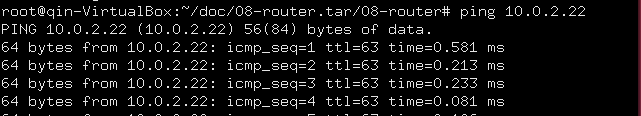 root@qin-VirtualBox:~/doc/08-router.tar/08-router# ping 10.0.2.22
PING 10.0.2.22 (10.0.2.22) 56(84) bytes of data.
64 bytes from 10.0.2.22: icmp_seq=1 ttl=63 time=0.581 ms
64 bytes from 10.0.2.22: icmp_seq=2 ttl=63 time=0.213 ms
64 bytes from 10.0.2.22: icmp_seq=3 ttl=63 time=0.233 ms
64 bytes from 10.0.2.22: icmp_seq=4 ttl=63 time=0.081 ms